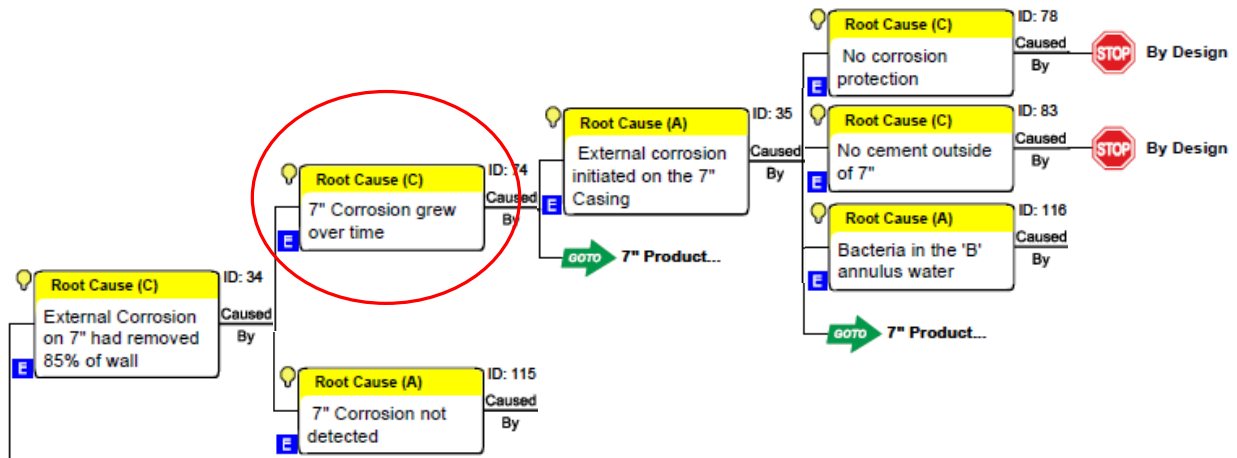 Root Cause (C)
ID: 78
No corrosion
protection
E
Caused
By
STOP
By Design
Root Cause (C)
ID: 83
No cement outside
of 7"
E
Caused
By
STOP
By Design
Root Cause (A)
ID: 116
Bacteria in the 'B'
annulus water
E
Caused
By
GOTO 7" Product...
Root Cause (A)
ID: 35
External corrosion
initiated on the 7"
Casing
E
Caused
By
GOTO 7" Product...
Root Cause (C)
ID: 74
7" Corrosion grew
over time
E
Caused
By
Root Cause (C)
ID: 34
External Corrosion
on 7" had removed
85% of wall
E
Caused
By
Root Cause (A)
ID: 115
7" Corrosion not
detected
E
Caused
By